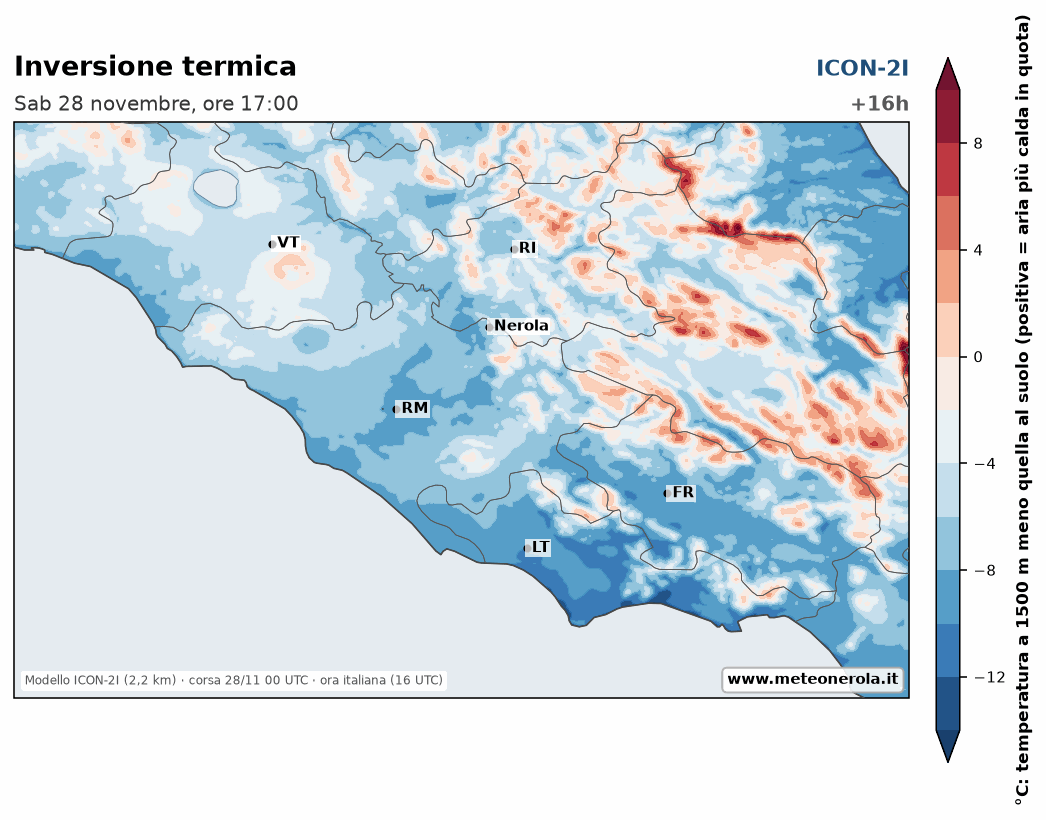 Inversione termica
ICON-2I
Sab 28 novembre, ore 17:00
+16h
VT
RI
Nerola
RM
FR
LT
Modello ICON-2I (2,2 km) · corsa 28/11 00 UTC · ora italiana (16 UTC)
www.meteonerola.it
8
4
0
−4
−8
−12
°C: temperatura a 1500 m meno quella al suolo (positiva = aria più calda in quota)